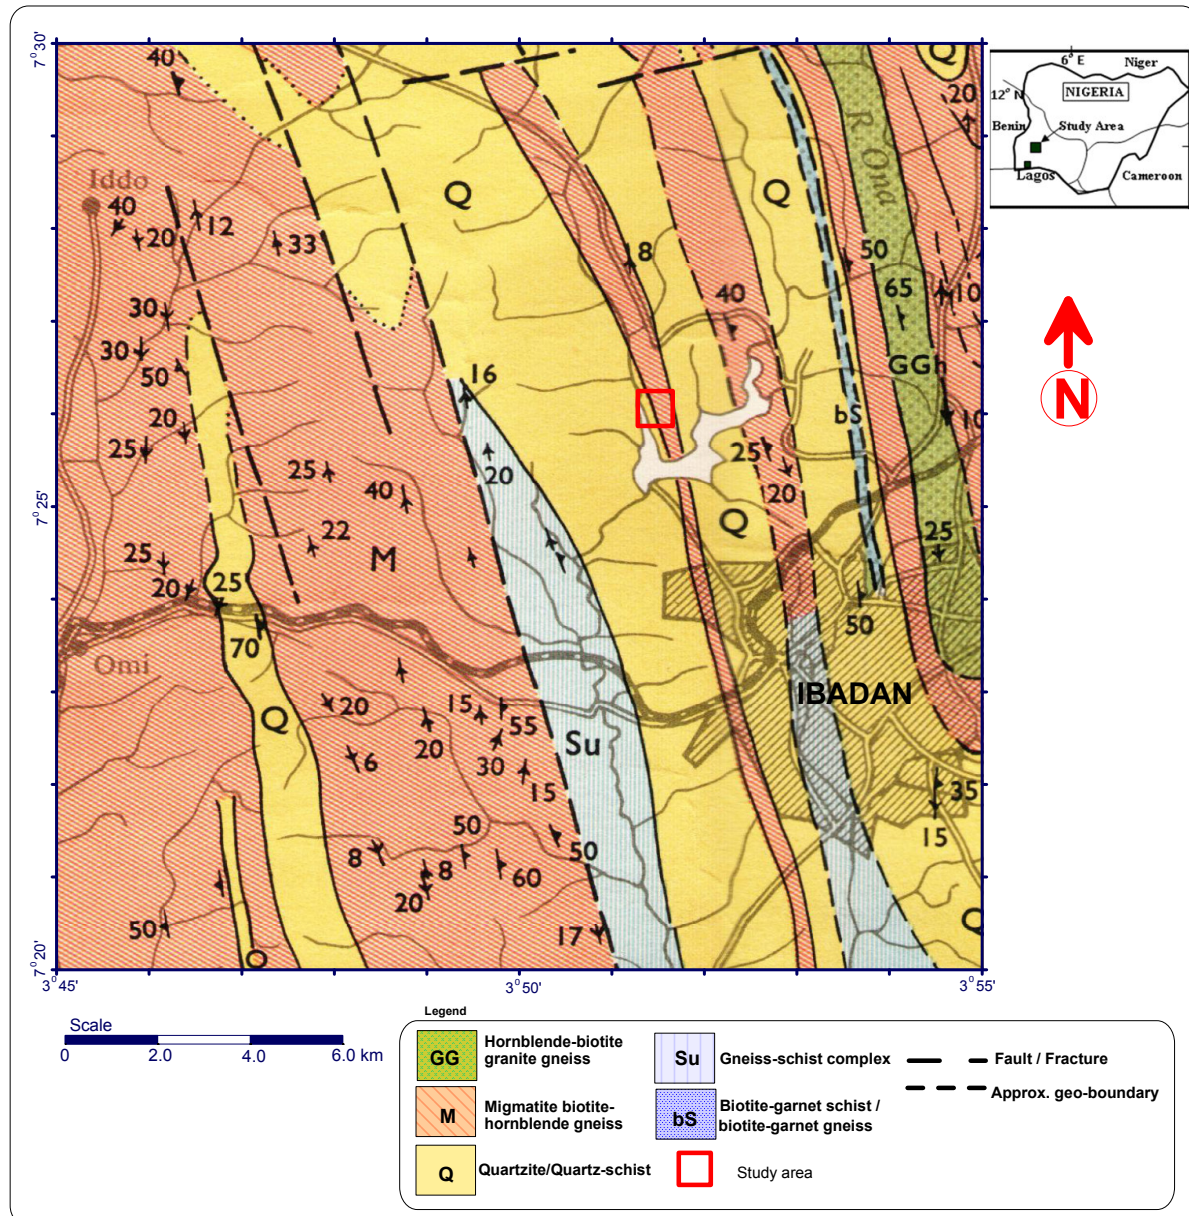 7°30'
40
Q
Q
20
R Ona
Iddo
40
20
12
33
8
50
65
10
40
30
30
50
16
GGh
bS
10
20
25
25
40
20
25
20
7°25'
22
Q
M
25
25
20
25
50
70
Omi
IBADAN
20
15
55
Q
20
Su
6
30
15
35
15
50
8
8
50
60
20
50
17
Q
Q
7°20'
3°45'
3°50'
3°55'
6° E
Niger
12° N
NIGERIA
Benin
Study Area
Lagos
Cameroon
N
Scale
0 2.0 4.0 6.0 km
Legend
GG Hornblende-biotite
granite gneiss
M Migmatite biotite-
hornblende gneiss
Q Quartzite/Quartz-schist
Su Gneiss-schist complex
bS Biotite-garnet schist /
biotite-garnet gneiss
Study area
Fault / Fracture
Approx. geo-boundary